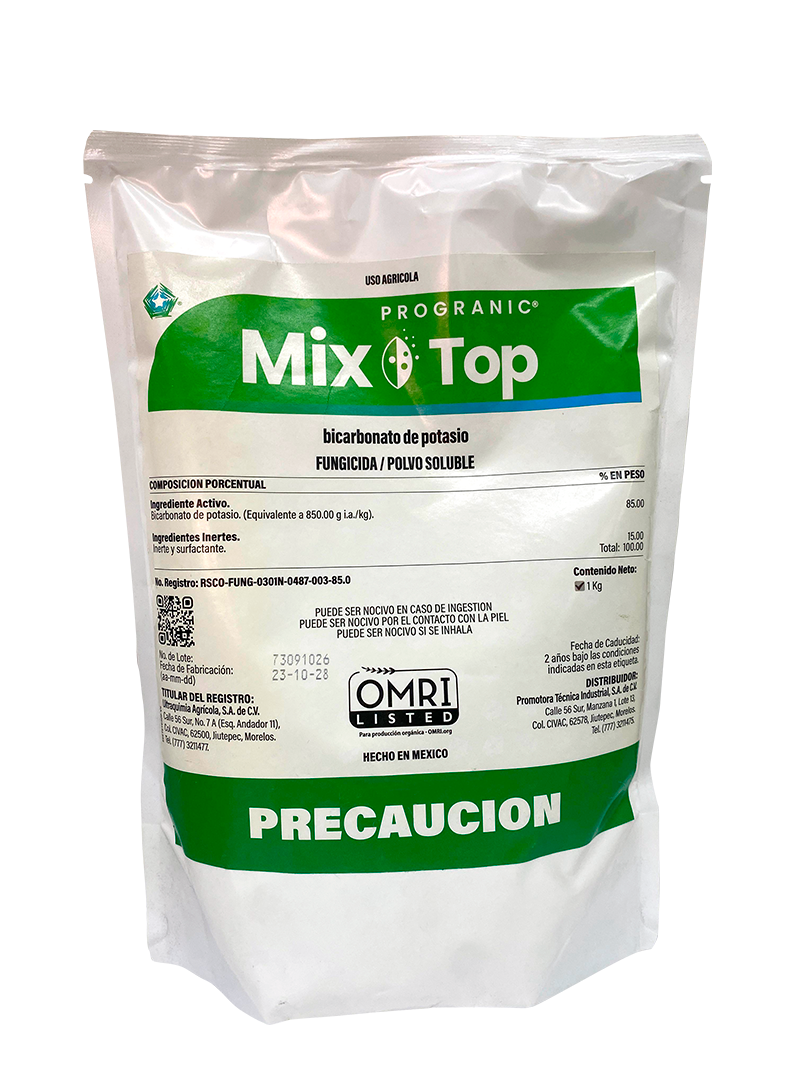 USO AGRICOLA
PROGRANIC®
Mix Top
bicarbonato de potasio
FUNGICIDA / POLVO SOLUBLE
COMPOSICION PORCENTUAL % EN PESO
Ingrediente Activo.
Bicarbonato de potasio. (Equivalente a 850.00 g i.a./kg). 85.00
Ingredientes Inertes. 15.00
Inerte y surfactante. Total: 100.00
No. Registro: RSCO-FUNG-0301N-0487-003-85.0
Contenido Neto:
1 Kg
PUEDE SER NOCIVO EN CASO DE INGESTION
PUEDE SER NOCIVO POR EL CONTACTO CON LA PIEL
PUEDE SER NOCIVO SI SE INHALA
No. de Lote: 73091026
Fecha de Fabricación: 23-10-28
(aa-mm-dd)
Fecha de Caducidad:
2 años bajo las condiciones
indicadas en esta etiqueta.
TITULAR DEL REGISTRO:
Ultraquimia Agrícola, S.A. de C.V.
Calle 56 Sur, No. 7 A (Esq. Andador 11),
Col. CIVAC, 62500, Jiutepec, Morelos.
Tel. (777) 3211477.
OMRI
LISTED
Para producción orgánica - OMRI.org
HECHO EN MEXICO
DISTRIBUIDOR:
Promotora Técnica Industrial, S.A. de C.V.
Calle 56 Sur, Manzana 1, Lote 13,
Col. CIVAC, 62578, Jiutepec, Morelos.
Tel. (777) 3211475.
PRECAUCION